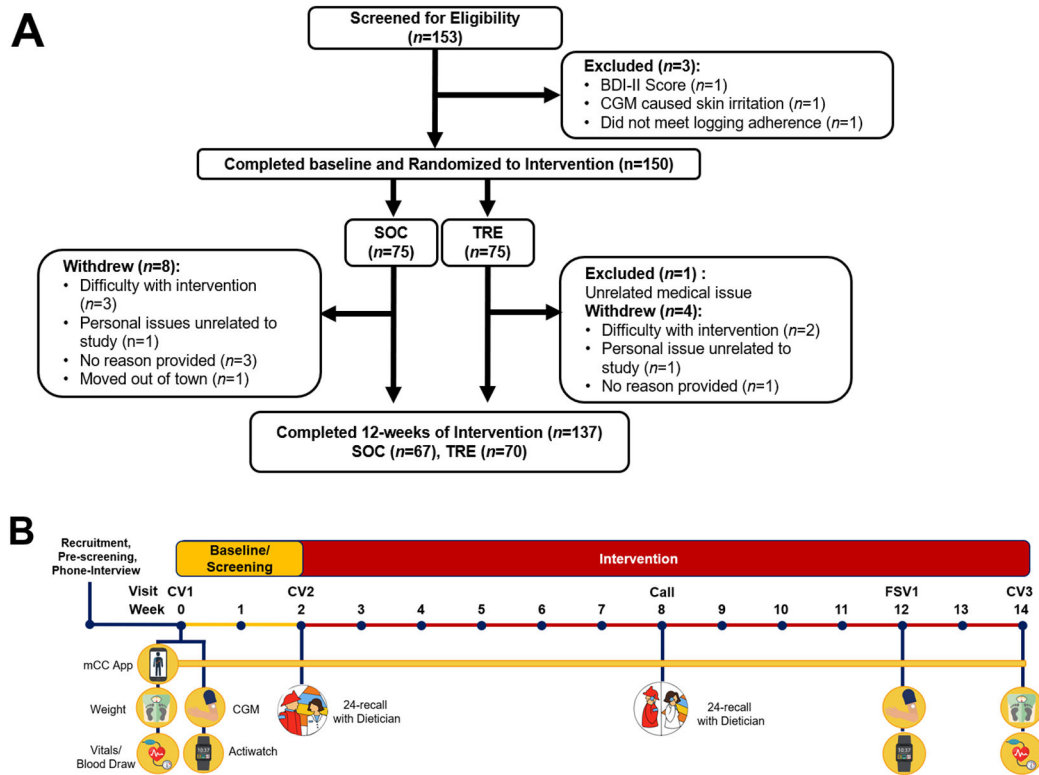 A
Screened for Eligibility
(n=153)
Excluded (n=3):
• BDI-II Score (n=1)
• CGM caused skin irritation (n=1)
• Did not meet logging adherence (n=1)
Completed baseline and Randomized to Intervention (n=150)
SOC
(n=75)
TRE
(n=75)
Withdrew (n=8):
• Difficulty with intervention
(n=3)
• Personal issues unrelated to
study (n=1)
• No reason provided (n=3)
• Moved out of town (n=1)
Excluded (n=1) :
Unrelated medical issue
Withdrew (n=4):
• Difficulty with intervention (n=2)
• Personal issue unrelated to
study (n=1)
• No reason provided (n=1)
Completed 12-weeks of Intervention (n=137)
SOC (n=67), TRE (n=70)
B
Recruitment,
Pre-screening,
Phone-Interview
Baseline/
Screening
Intervention
Visit CV1 CV2 Call FSV1 CV3
Week 0 1 2 3 4 5 6 7 8 9 10 11 12 13 14
mCC App
Weight
CGM
Vitals/
Blood Draw
Actiwatch
24-recall
with Dietician
24-recall
with Dietician
10:37
10:37